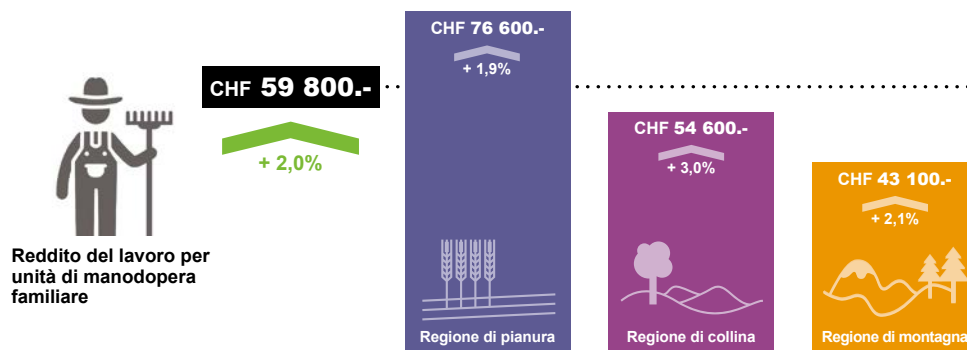 CHF 59 800.-
+ 2,0%
Reddito del lavoro per
unità di manodopera
familiare
CHF 76 600.-
+ 1,9%
Regione di pianura
CHF 54 600.-
+ 3,0%
Regione di collina
CHF 43 100.-
+ 2,1%
Regione di montagna